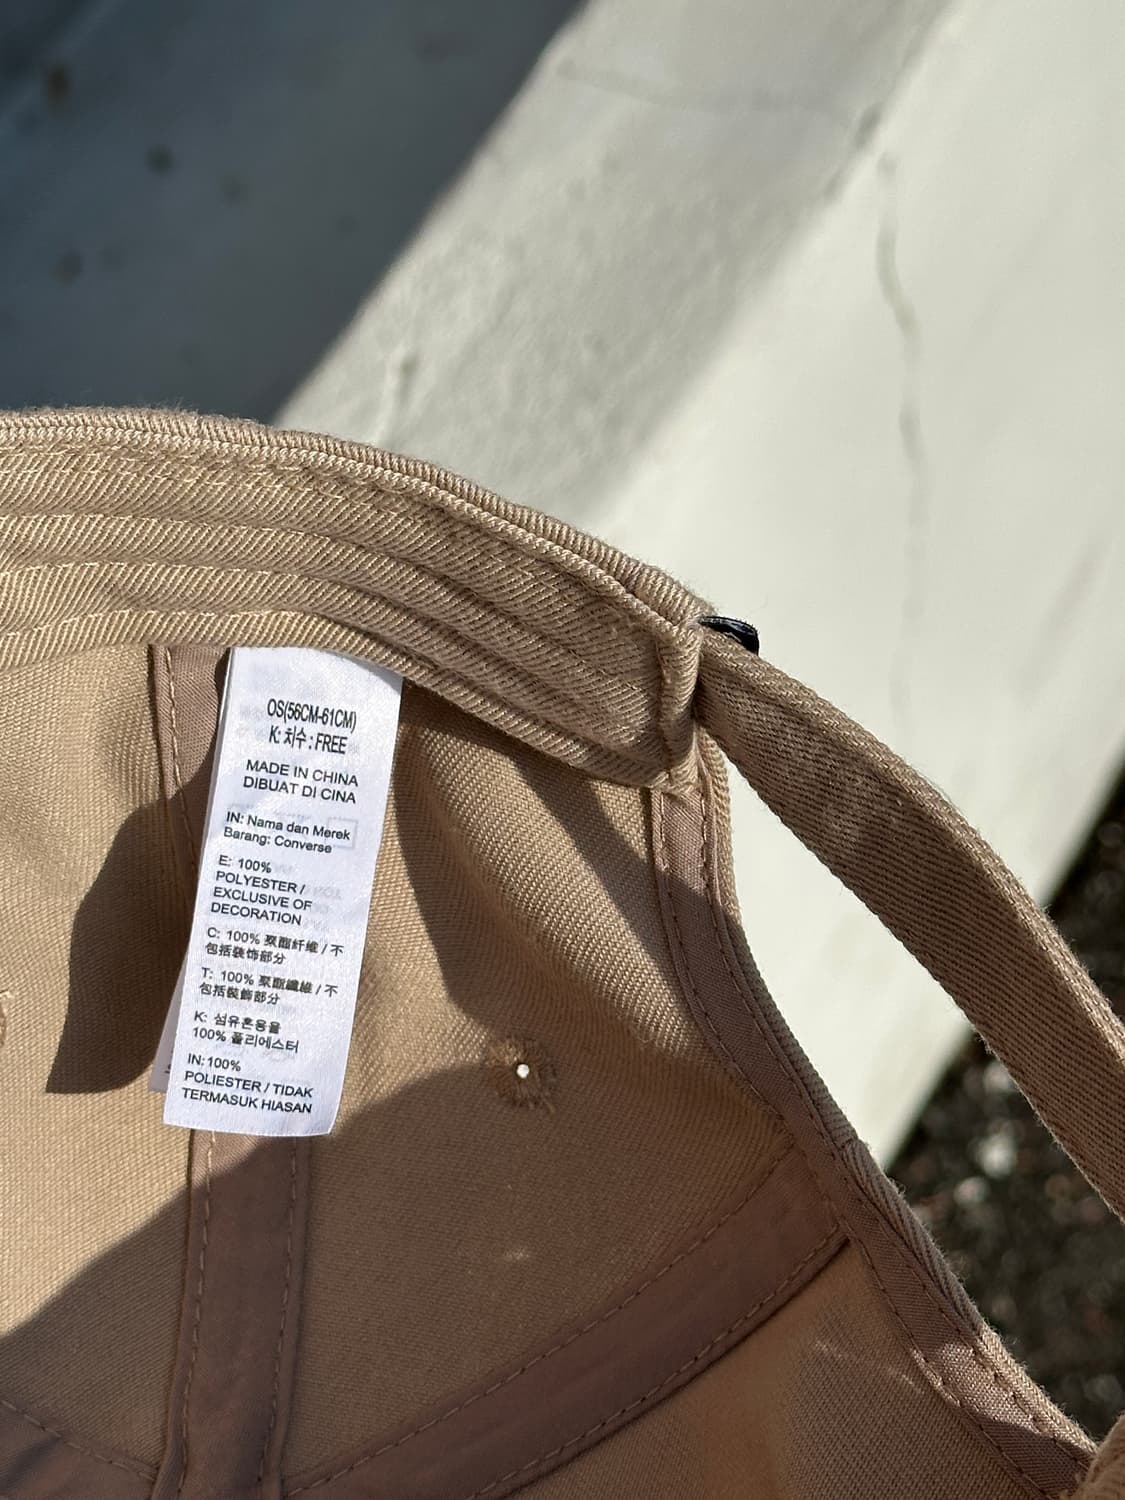 OS(56CM-61CM)
K: 치수 : FREE
MADE IN CHINA
DIBUAT DI CINA
IN: Nama dan Merek
Barang: Converse
E: 100%
POLYESTER /
EXCLUSIVE OF
DECORATION
C: 100% 聚酯纤维 / 不
包括装饰部分
T: 100% 聚酯纖維 / 不
包括裝飾部分
K: 섬유혼용율
100% 폴리에스터
IN: 100%
POLIESTER / TIDAK
TERMASUK HIASAN